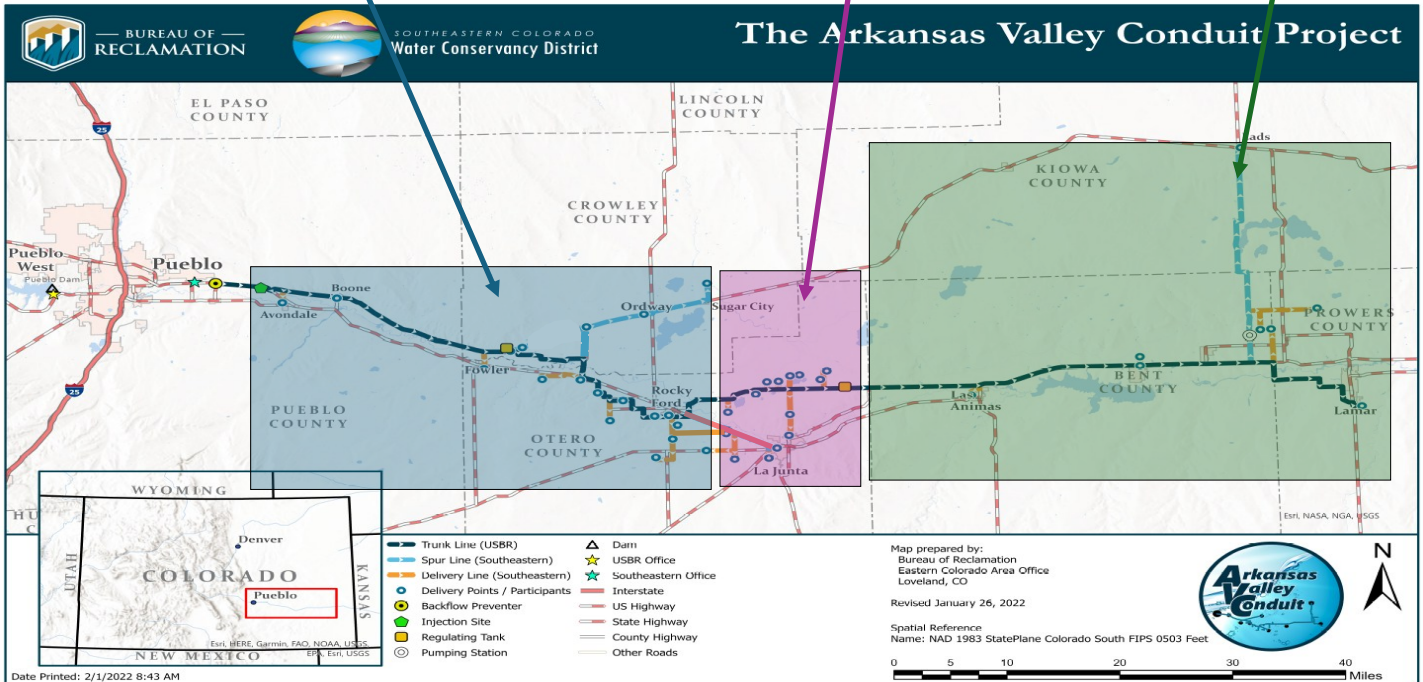 BUREAU OF
RECLAMATION
SOUTHEASTERN COLORADO
Water Conservancy District
The Arkansas Valley Conduit Project
EL PASO
COUNTY
LINCOLN
COUNTY
25
ads
KIOWA
COUNTY
CROWLEY
COUNTY
Pueblo
West
Pueblo Dam
Pueblo
Boone
Avondale
Ordway
Sugar City
PROWERS
COUNTY
Fowler
Rocky
Ford
BENT
COUNTY
Las
Animas
Lamar
PUEBLO
COUNTY
OTERO
COUNTY
La Junta
25
HU
C
Esri, NASA, NGA, USGS
WYOMING
Denver
UTAH
COLORADO
KANSAS
Pueblo
Esri, HERE, Garmin, FAO, NOAA, USGS
EPA, Esri, USGS
NEW MEXICO
Date Printed: 2/1/2022 8:43 AM
Trunk Line (USBR)
Spur Line (Southeastern)
Delivery Line (Southeastern)
Delivery Points / Participants
Backflow Preventer
Injection Site
Regulating Tank
Pumping Station
Dam
USBR Office
Southeastern Office
Interstate
US Highway
State Highway
County Highway
Other Roads
Map prepared by:
Bureau of Reclamation
Eastern Colorado Area Office
Loveland, CO
Revised January 26, 2022
Spatial Reference
Name: NAD 1983 StatePlane Colorado South FIPS 0503 Feet
Arkansas
Valley
Conduit
N
0 5 10 20 30 40
Miles